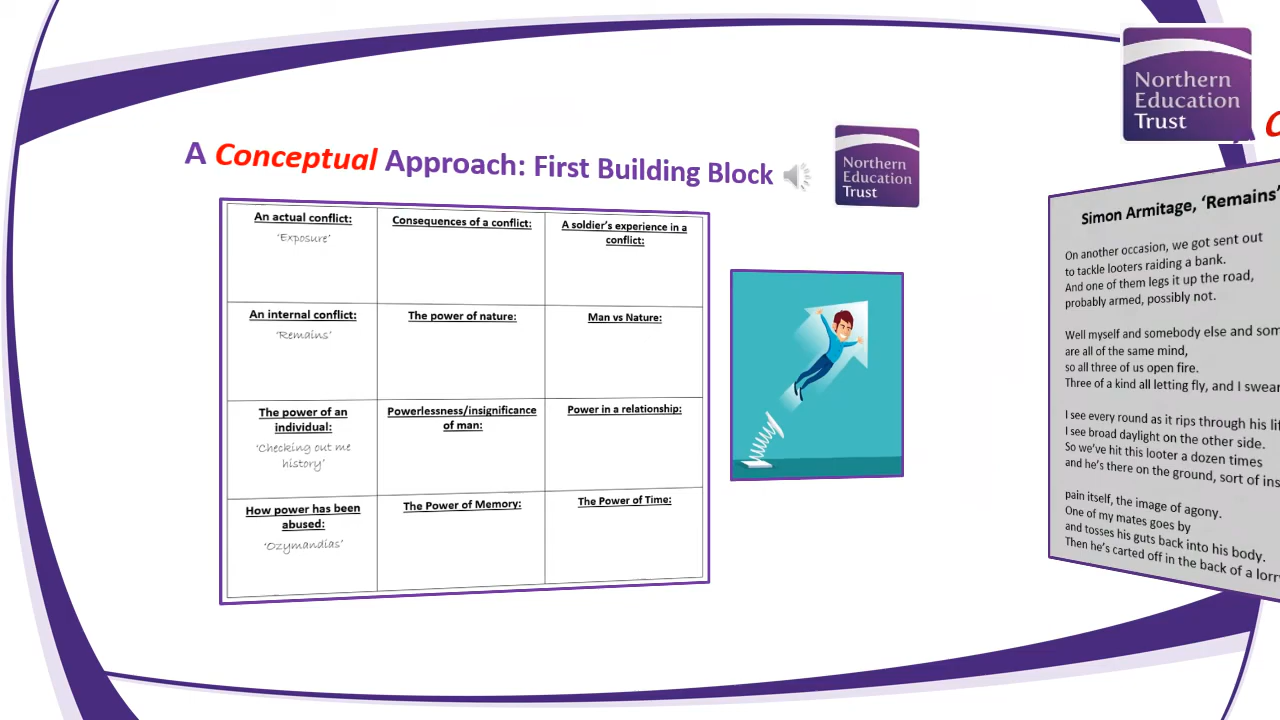 Northern
Education
Trust
A Conceptual Approach: First Building Block
Northern
Education
Trust
An actual conflict:
'Exposure'
Consequences of a conflict:
A soldier's experience in a
conflict:
An internal conflict:
'Remains'
The power of nature:
Man vs Nature:
The power of an
individual:
'Checking out me
history'
Powerlessness/insignificance
of man:
Power in a relationship:
How power has been
abused:
'Ozymandias'
The Power of Memory:
The Power of Time:
Simon Armitage, 'Remains'
On another occasion, we got sent out
to tackle looters raiding a bank.
And one of them legs it up the road,
probably armed, possibly not.
Well myself and somebody else and som
are all of the same mind,
so all three of us open fire.
Three of a kind all letting fly, and I swear
I see every round as it rips through his lif
I see broad daylight on the other side.
So we've hit this looter a dozen times
and he's there on the ground, sort of ins
pain itself, the image of agony.
One of my mates goes by
and tosses his guts back into his body.
Then he's carted off in the back of a lorry